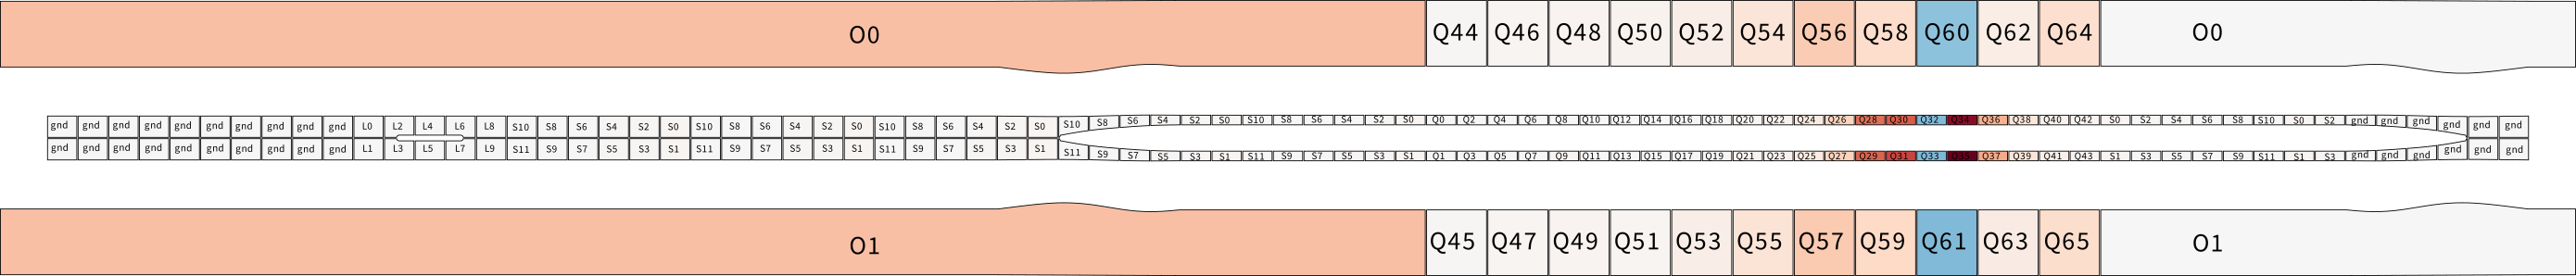 O0 Q44 Q46 Q48 Q50 Q52 Q54 Q56 Q58 Q60 Q62 Q64 O0
gnd gnd gnd gnd gnd gnd gnd gnd gnd gnd L0 L2 L4 L6 L8 S10 S8 S6 S4 S2 S0 S10 S8 S6 S4 S2 S0 S10 S8 S6 S4 S2 S0 S10 S8 S6 S4 S2 S0 S10 S8 S6 S4 S2 S0 Q0 Q2 Q4 Q6 Q8 Q10 Q12 Q14 Q16 Q18 Q20 Q22 Q24 Q26 Q28 Q30 Q32 Q34 Q36 Q38 Q40 Q42 S0 S2 S4 S6 S8 S10 S0 S2 gnd gnd gnd gnd gnd gnd
gnd gnd gnd gnd gnd gnd gnd gnd gnd gnd L1 L3 L5 L7 L9 S11 S9 S7 S5 S3 S1 S11 S9 S7 S5 S3 S1 S11 S9 S7 S5 S3 S1 S11 S9 S7 S5 S3 S1 S11 S9 S7 S5 S3 S1 Q1 Q3 Q5 Q7 Q9 Q11 Q13 Q15 Q17 Q19 Q21 Q23 Q25 Q27 Q29 Q31 Q33 Q35 Q37 Q39 Q41 Q43 S1 S3 S5 S7 S9 S11 S1 S3 gnd gnd gnd gnd gnd gnd
O1 Q45 Q47 Q49 Q51 Q53 Q55 Q57 Q59 Q61 Q63 Q65 O1